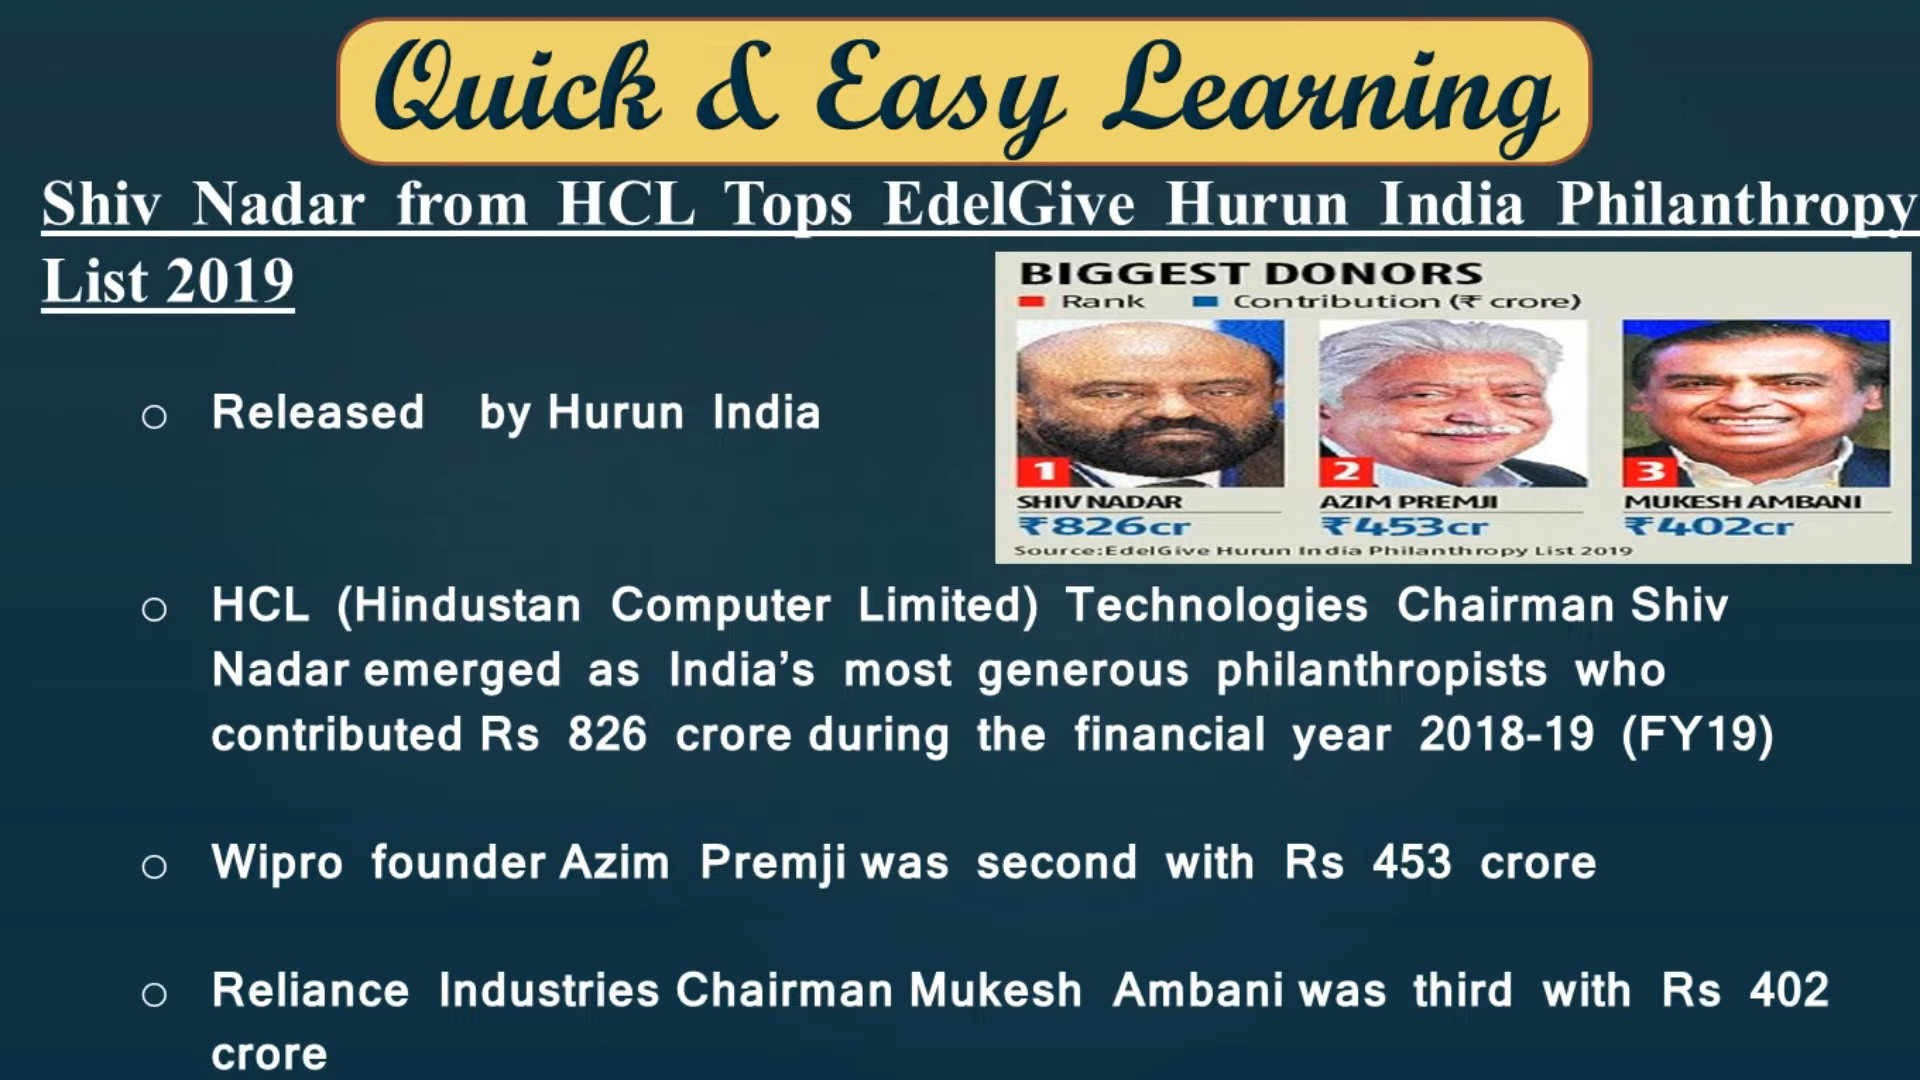 Quick & Easy Learning
Shiv Nadar from HCL Tops EdelGive Hurun India Philanthropy
List 2019
BIGGEST DONORS
Rank Contribution (₹ crore)
1 2 3
SHIV NADAR AZIM PREMJI MUKESH AMBANI
₹826cr ₹453cr ₹402cr
Source:EdelGive Hurun India Philanthropy List 2019
Released by Hurun India
HCL (Hindustan Computer Limited) Technologies Chairman Shiv
Nadar emerged as India’s most generous philanthropists who
contributed Rs 826 crore during the financial year 2018-19 (FY19)
Wipro founder Azim Premji was second with Rs 453 crore
Reliance Industries Chairman Mukesh Ambani was third with Rs 402
crore